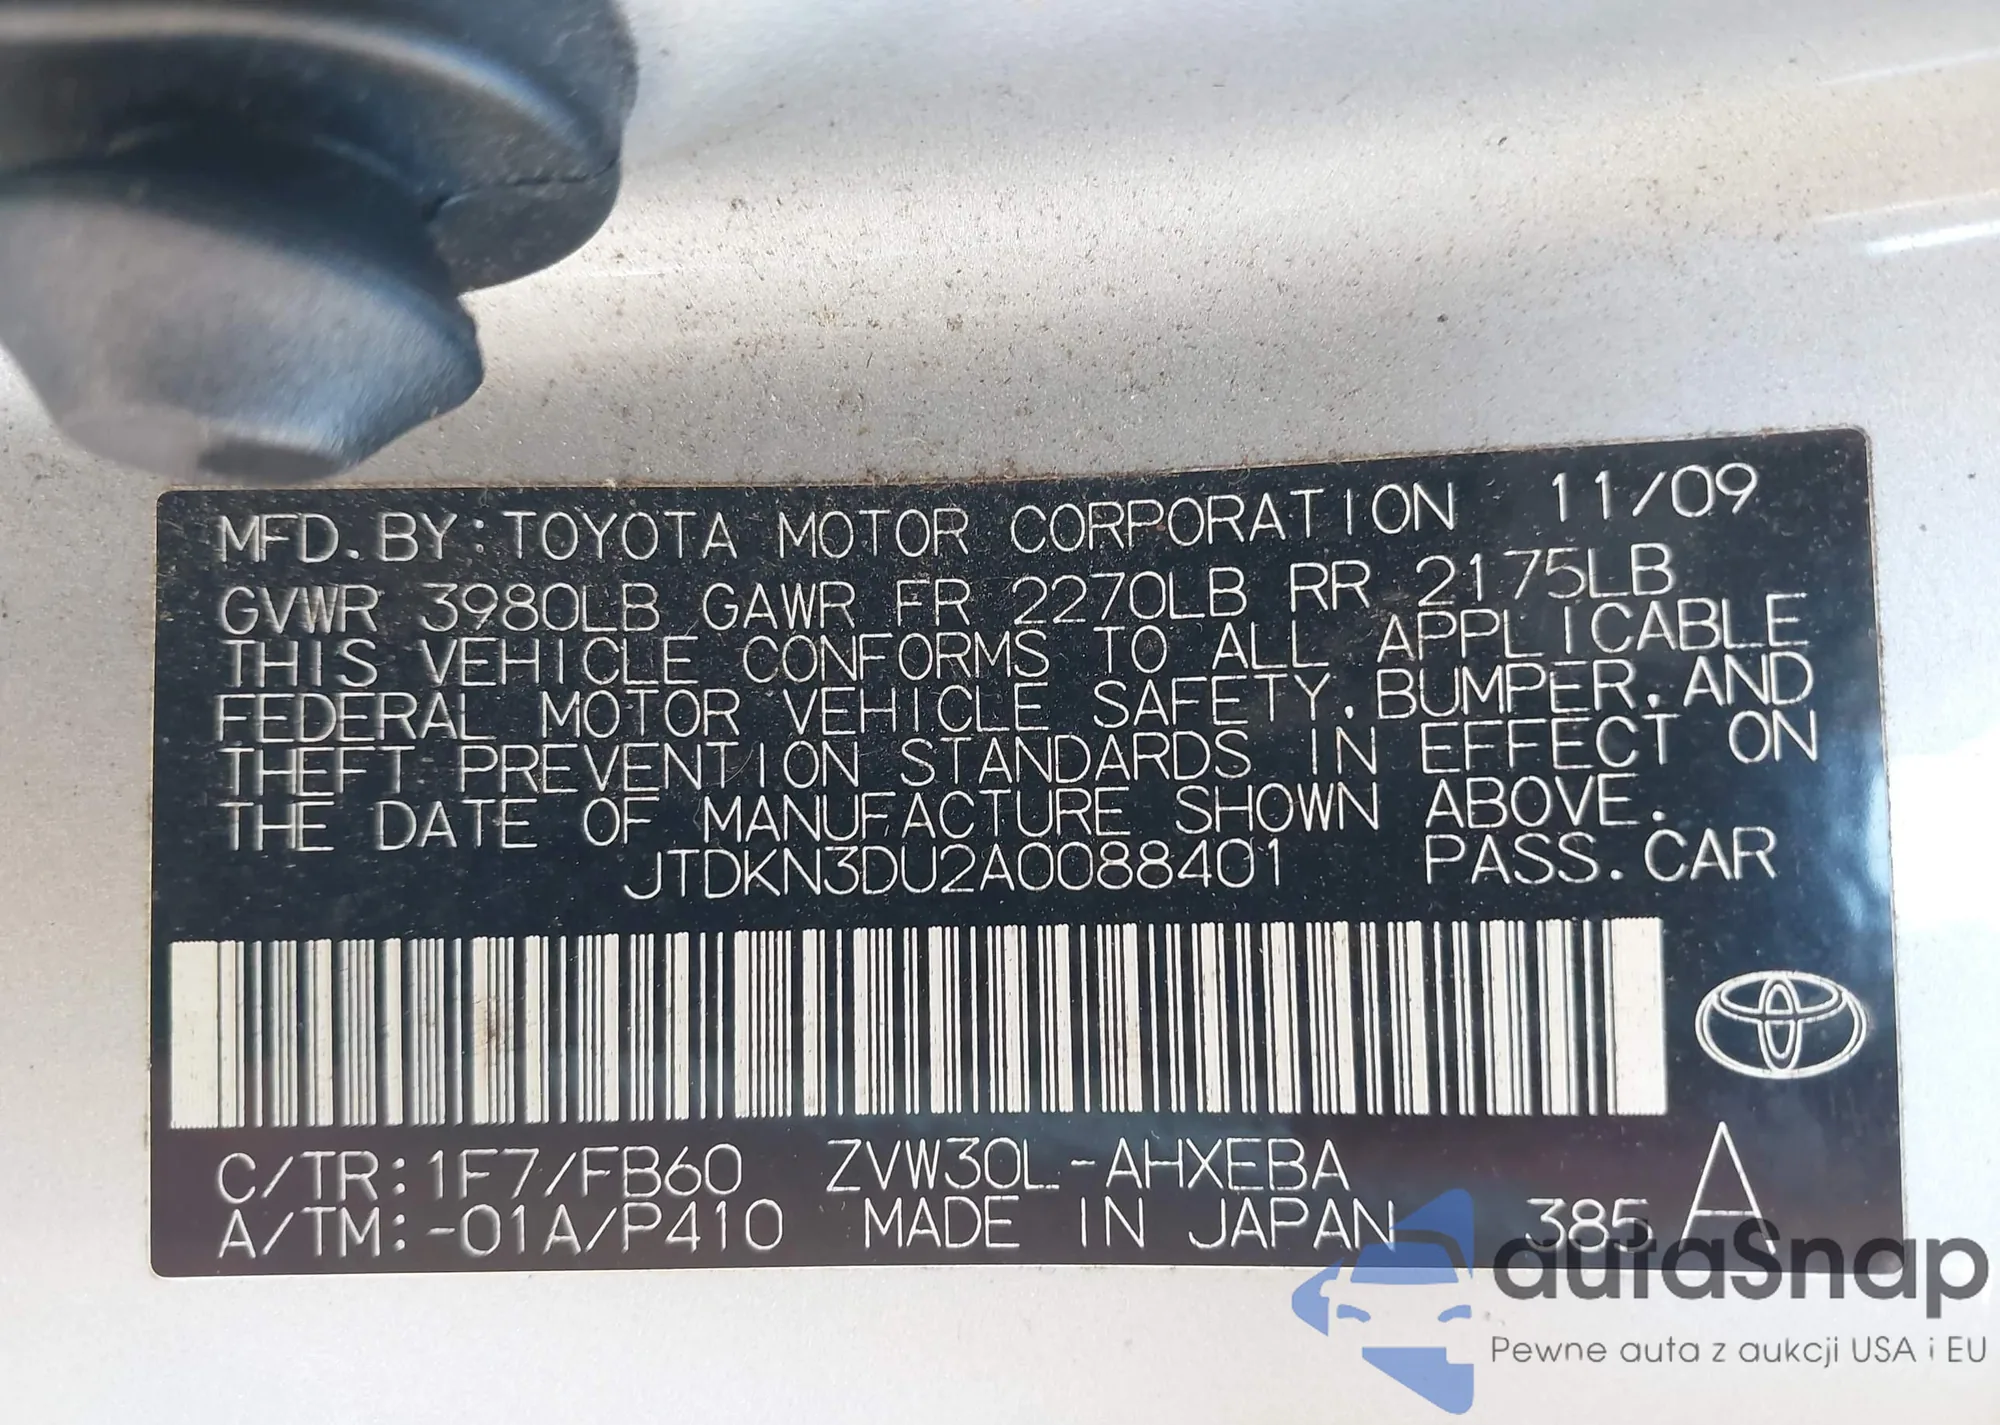 MFD. BY: TOYOTA MOTOR CORPORATION 11/09
GVWR 3980LB GAWR FR 2270LB RR 2175LB
THIS VEHICLE CONFORMS TO ALL APPLICABLE
FEDERAL MOTOR VEHICLE SAFETY, BUMPER, AND
THEFT PREVENTION STANDARDS IN EFFECT ON
THE DATE OF MANUFACTURE SHOWN ABOVE.
JTDKN3DU2A0088401 PASS. CAR
C/TR: 1F7/FB60 ZVW30L-AHXEBA
A/TM: -01A/P410 MADE IN JAPAN 385 A
autaSnap
Pewne auta z aukcji USA i EU